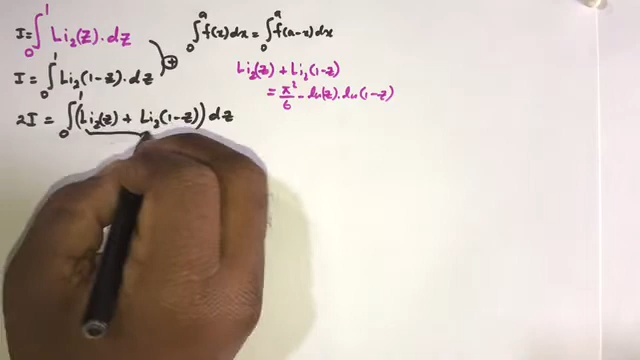 I = ∫₀¹ Li₂(z).dz
∫₀ᵃ f(x)dx = ∫₀ᵃ f(a-x)dx
I = ∫₀¹ Li₂(1-z).dz
+
Li₂(z) + Li₂(1-z)
= π²/6 - ln(z).ln(1-z)
2I = ∫₀¹ (Li₂(z) + Li₂(1-z)) dz